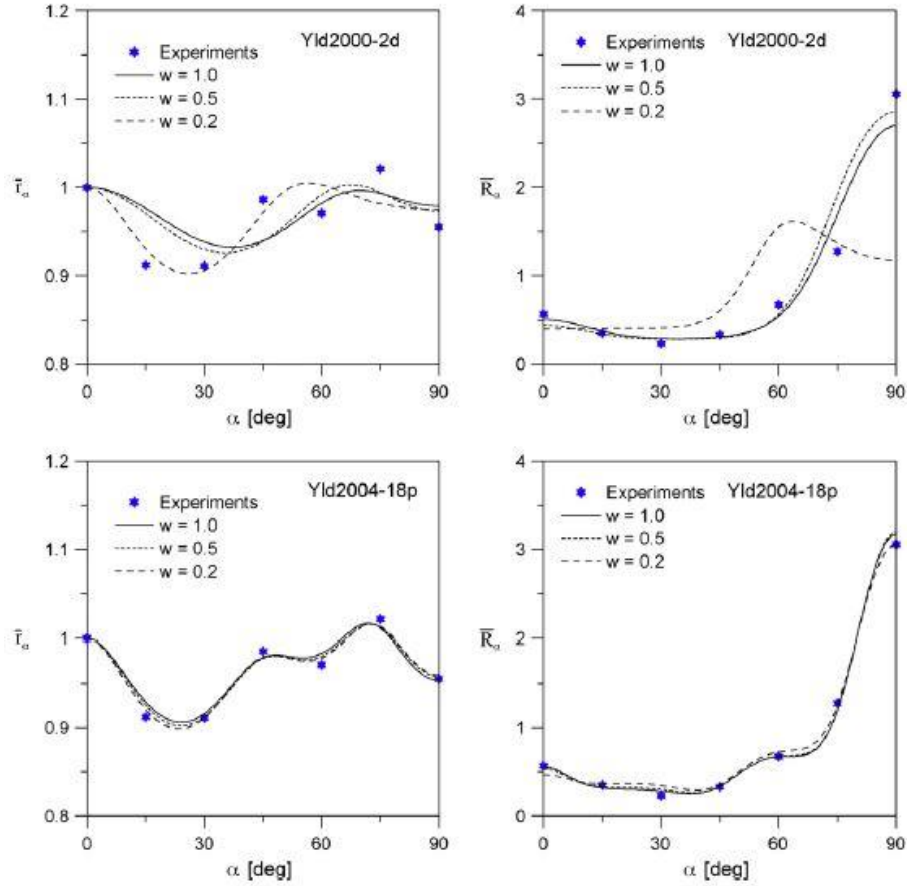 1.2
Yld2000-2d
Experiments
w = 1.0
w = 0.5
w = 0.2
1.1
1
0.9
0.8
r̄α
0
30
60
90
α [deg]
4
Yld2000-2d
Experiments
w = 1.0
w = 0.5
w = 0.2
3
2
1
0
R̄α
0
30
60
90
α [deg]
1.2
Yld2004-18p
Experiments
w = 1.0
w = 0.5
w = 0.2
1.1
1
0.9
0.8
r̄α
0
30
60
90
α [deg]
4
Yld2004-18p
Experiments
w = 1.0
w = 0.5
w = 0.2
3
2
1
0
R̄α
0
30
60
90
α [deg]